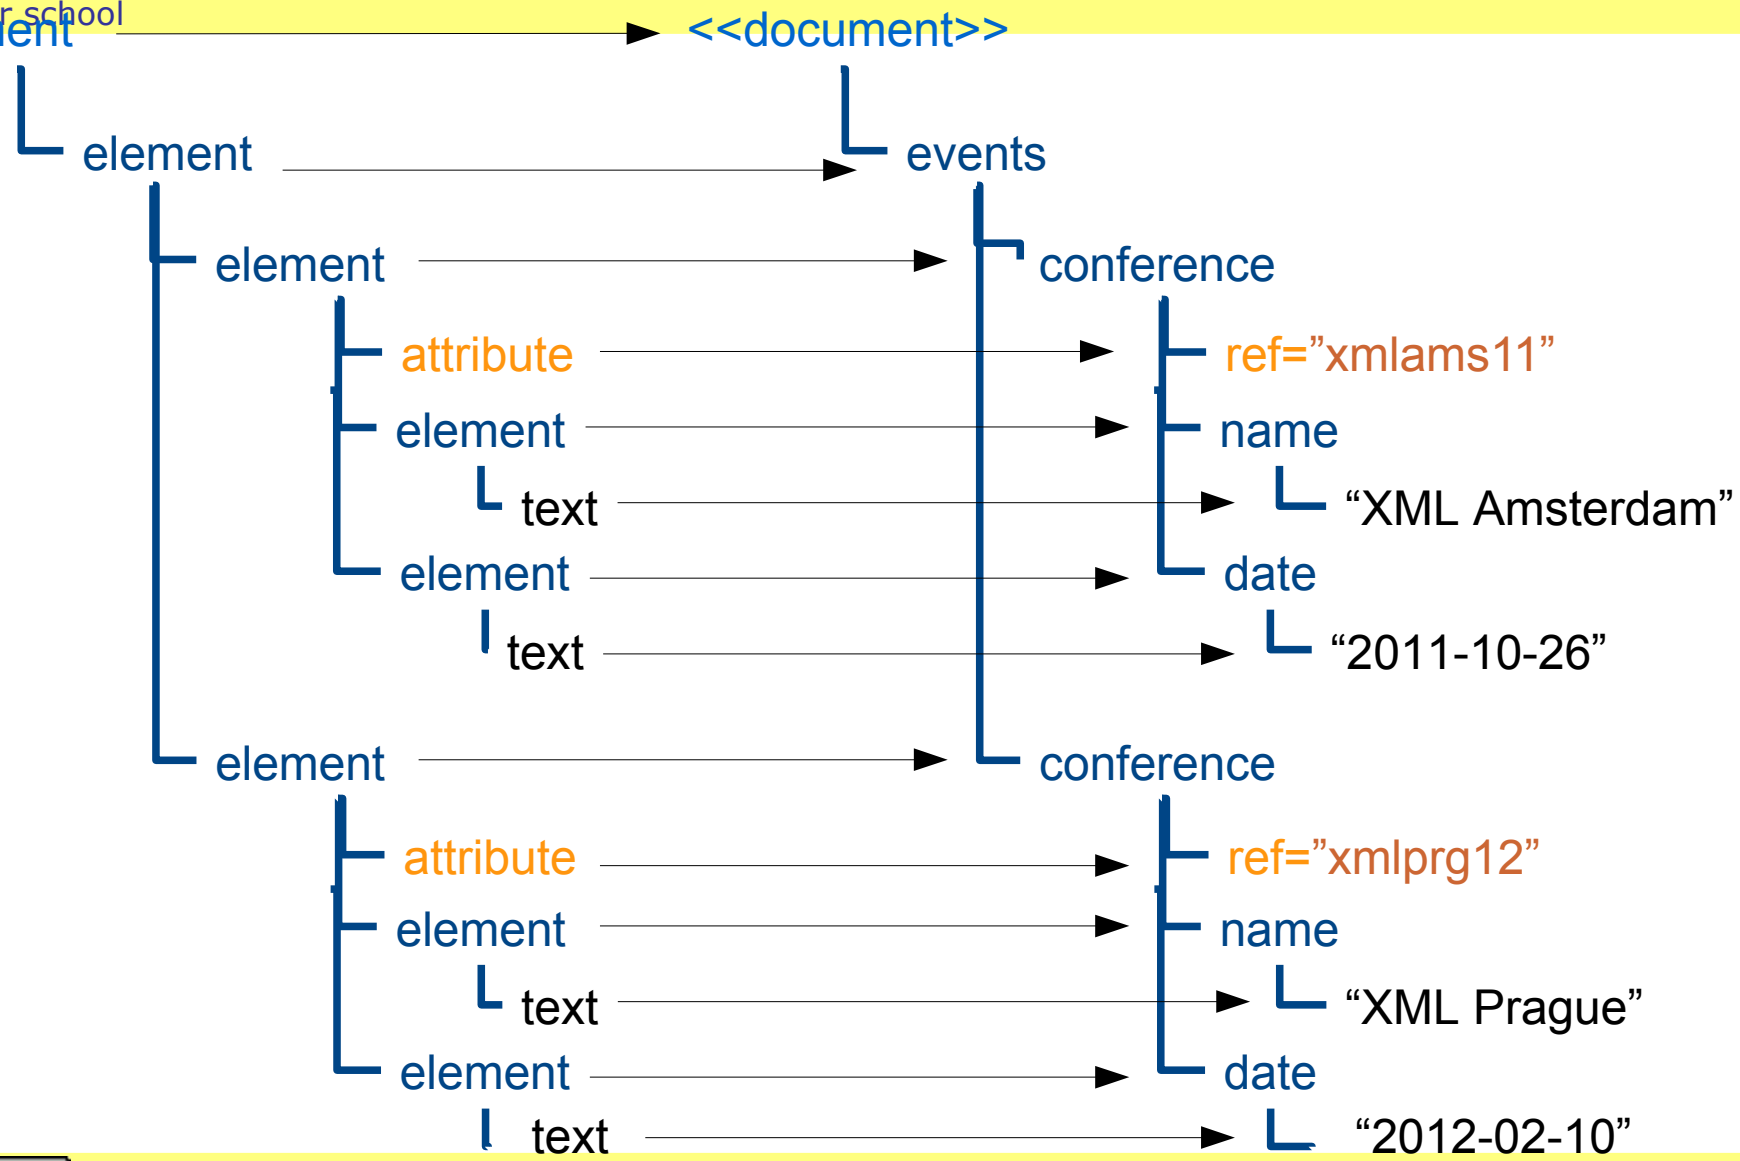 school
<<document>>
element events
element conference
attribute ref=”xmlams11”
element name
text “XML Amsterdam”
element date
text “2011-10-26”
element conference
attribute ref=”xmlprg12”
element name
text “XML Prague”
element date
text “2012-02-10”